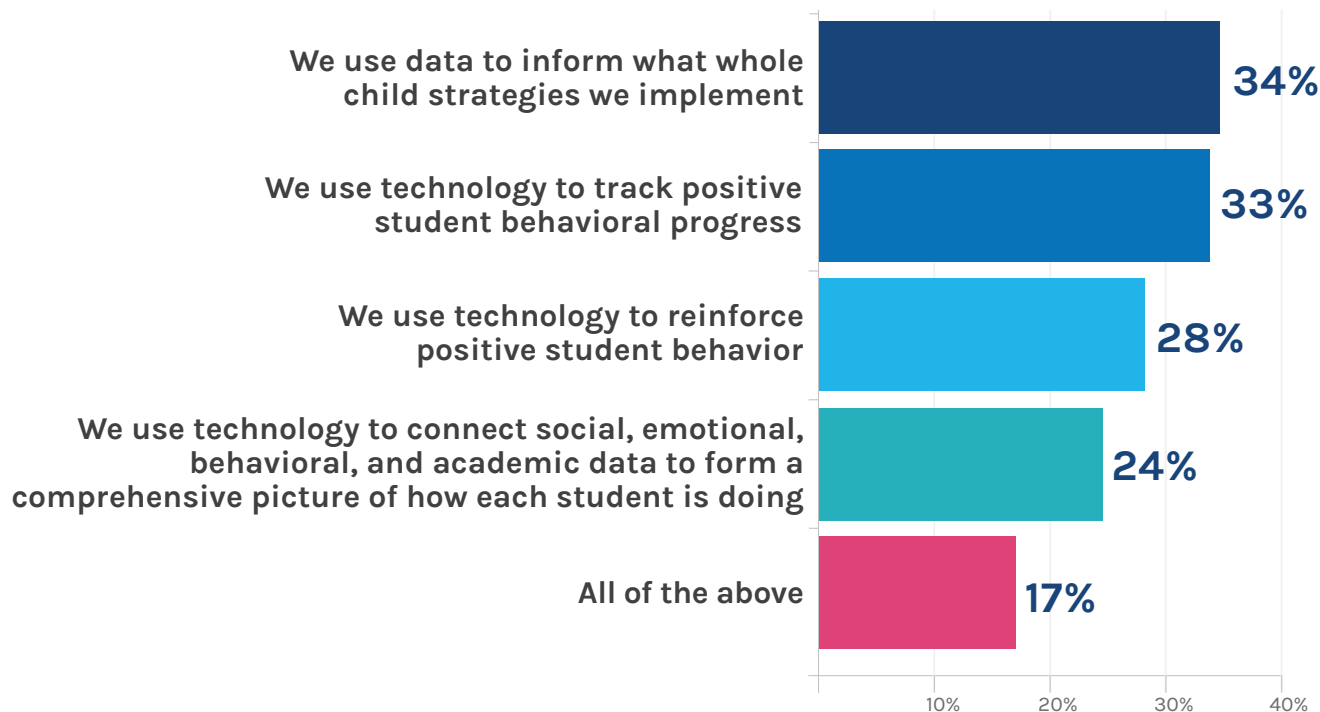 We use data to inform what whole
child strategies we implement
34%
We use technology to track positive
student behavioral progress
33%
We use technology to reinforce
positive student behavior
28%
We use technology to connect social, emotional,
behavioral, and academic data to form a
comprehensive picture of how each student is doing
24%
All of the above
17%
10% 20% 30% 40%